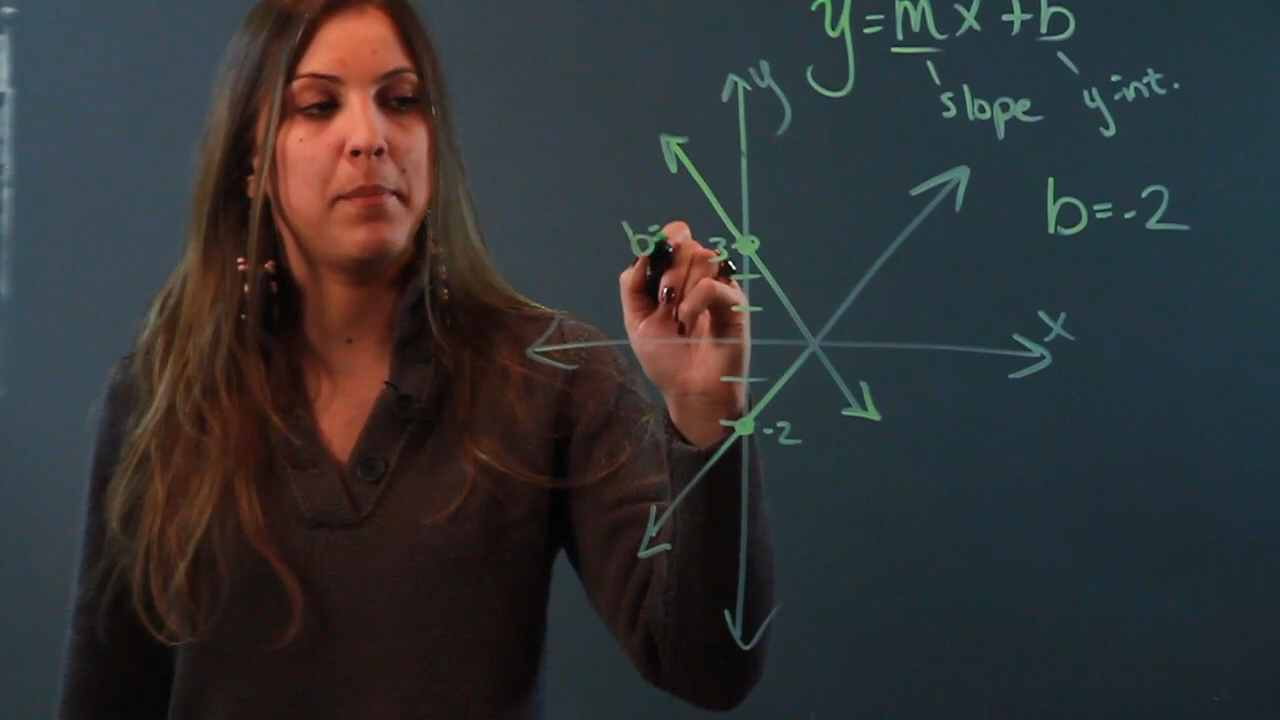 y = mx + b
slope y-int.
y
b = -2
b= 3
x
-2